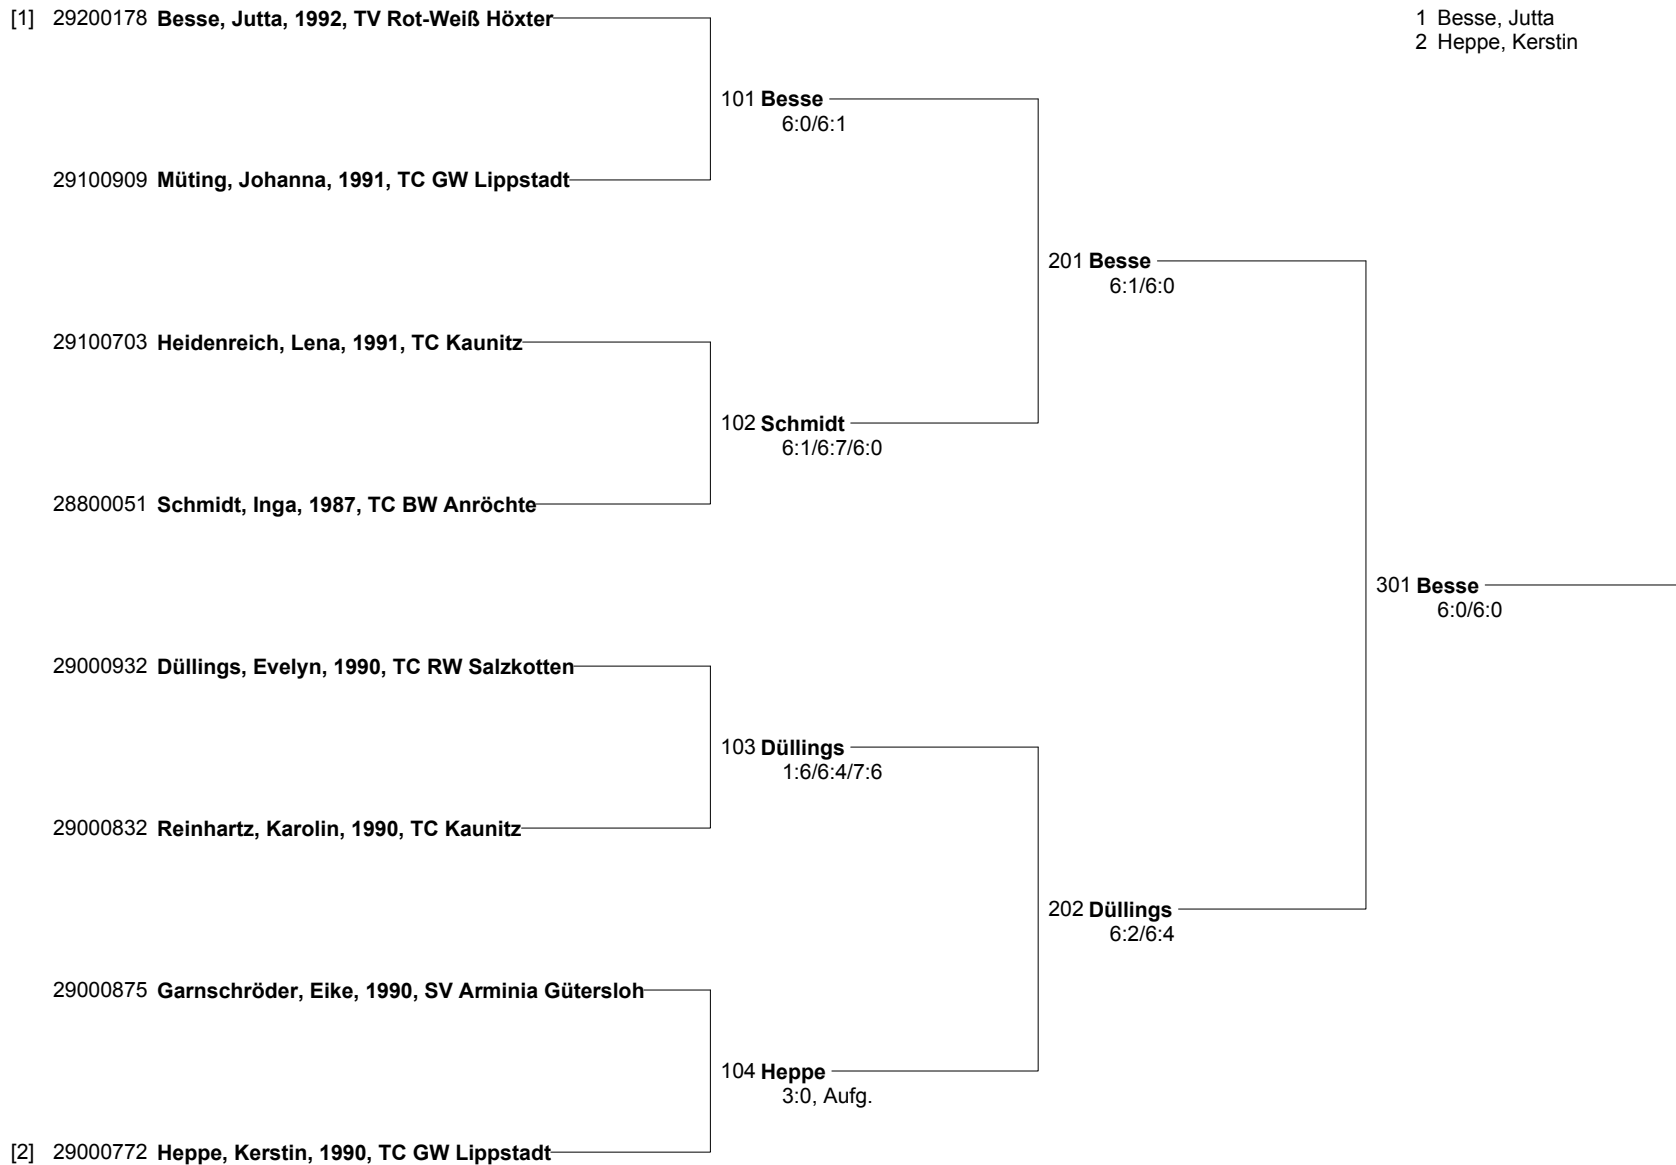 [1] 29200178 Besse, Jutta, 1992, TV Rot-Weiß Höxter
1 Besse, Jutta
2 Heppe, Kerstin
101 Besse
6:0/6:1
29100909 Müting, Johanna, 1991, TC GW Lippstadt
201 Besse
6:1/6:0
29100703 Heidenreich, Lena, 1991, TC Kaunitz
102 Schmidt
6:1/6:7/6:0
28800051 Schmidt, Inga, 1987, TC BW Anröchte
301 Besse
6:0/6:0
29000932 Düllings, Evelyn, 1990, TC RW Salzkotten
103 Düllings
1:6/6:4/7:6
29000832 Reinhartz, Karolin, 1990, TC Kaunitz
202 Düllings
6:2/6:4
29000875 Garnschröder, Eike, 1990, SV Arminia Gütersloh
104 Heppe
3:0, Aufg.
[2] 29000772 Heppe, Kerstin, 1990, TC GW Lippstadt